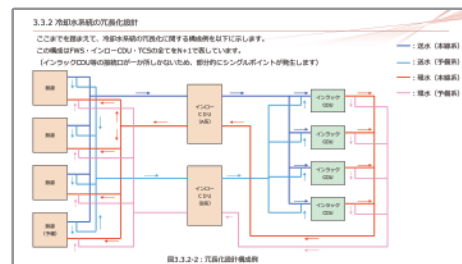 3.3.2 冷却水系統の冗長化設計
ここまでを踏まえて、冷却水系統の冗長化に関する構成例を以下に示します。
この構成はFWS・インローCDU・TCSの全てをN+1で表しています。
（インラックCDU等の接続口が一か所しかないため、部分的にシングルポイントが発生します）
：送水（本線系）
：送水（予備系）
：還水（本線系）
：還水（予備系）
熱源
熱源
熱源
熱源
（予備）
インロー
CDU
(A系)
インロー
CDU
インラック
CDU
インラック
CDU
インラック
CDU
インラック
CDU
図3.3.2-2：冗長化設計構成例